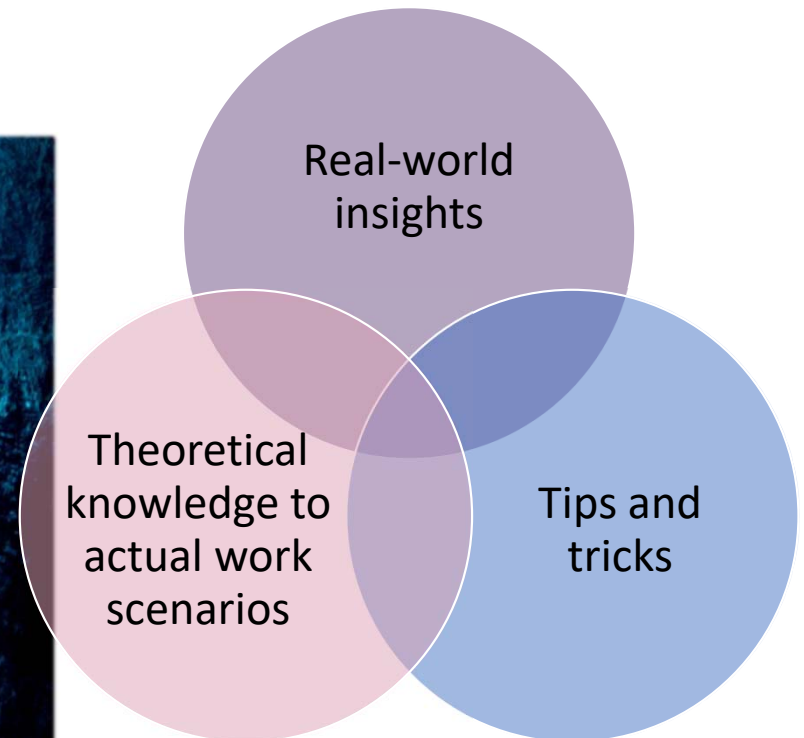 Real-world
insights
Theoretical
knowledge to
actual work
scenarios
Tips and
tricks